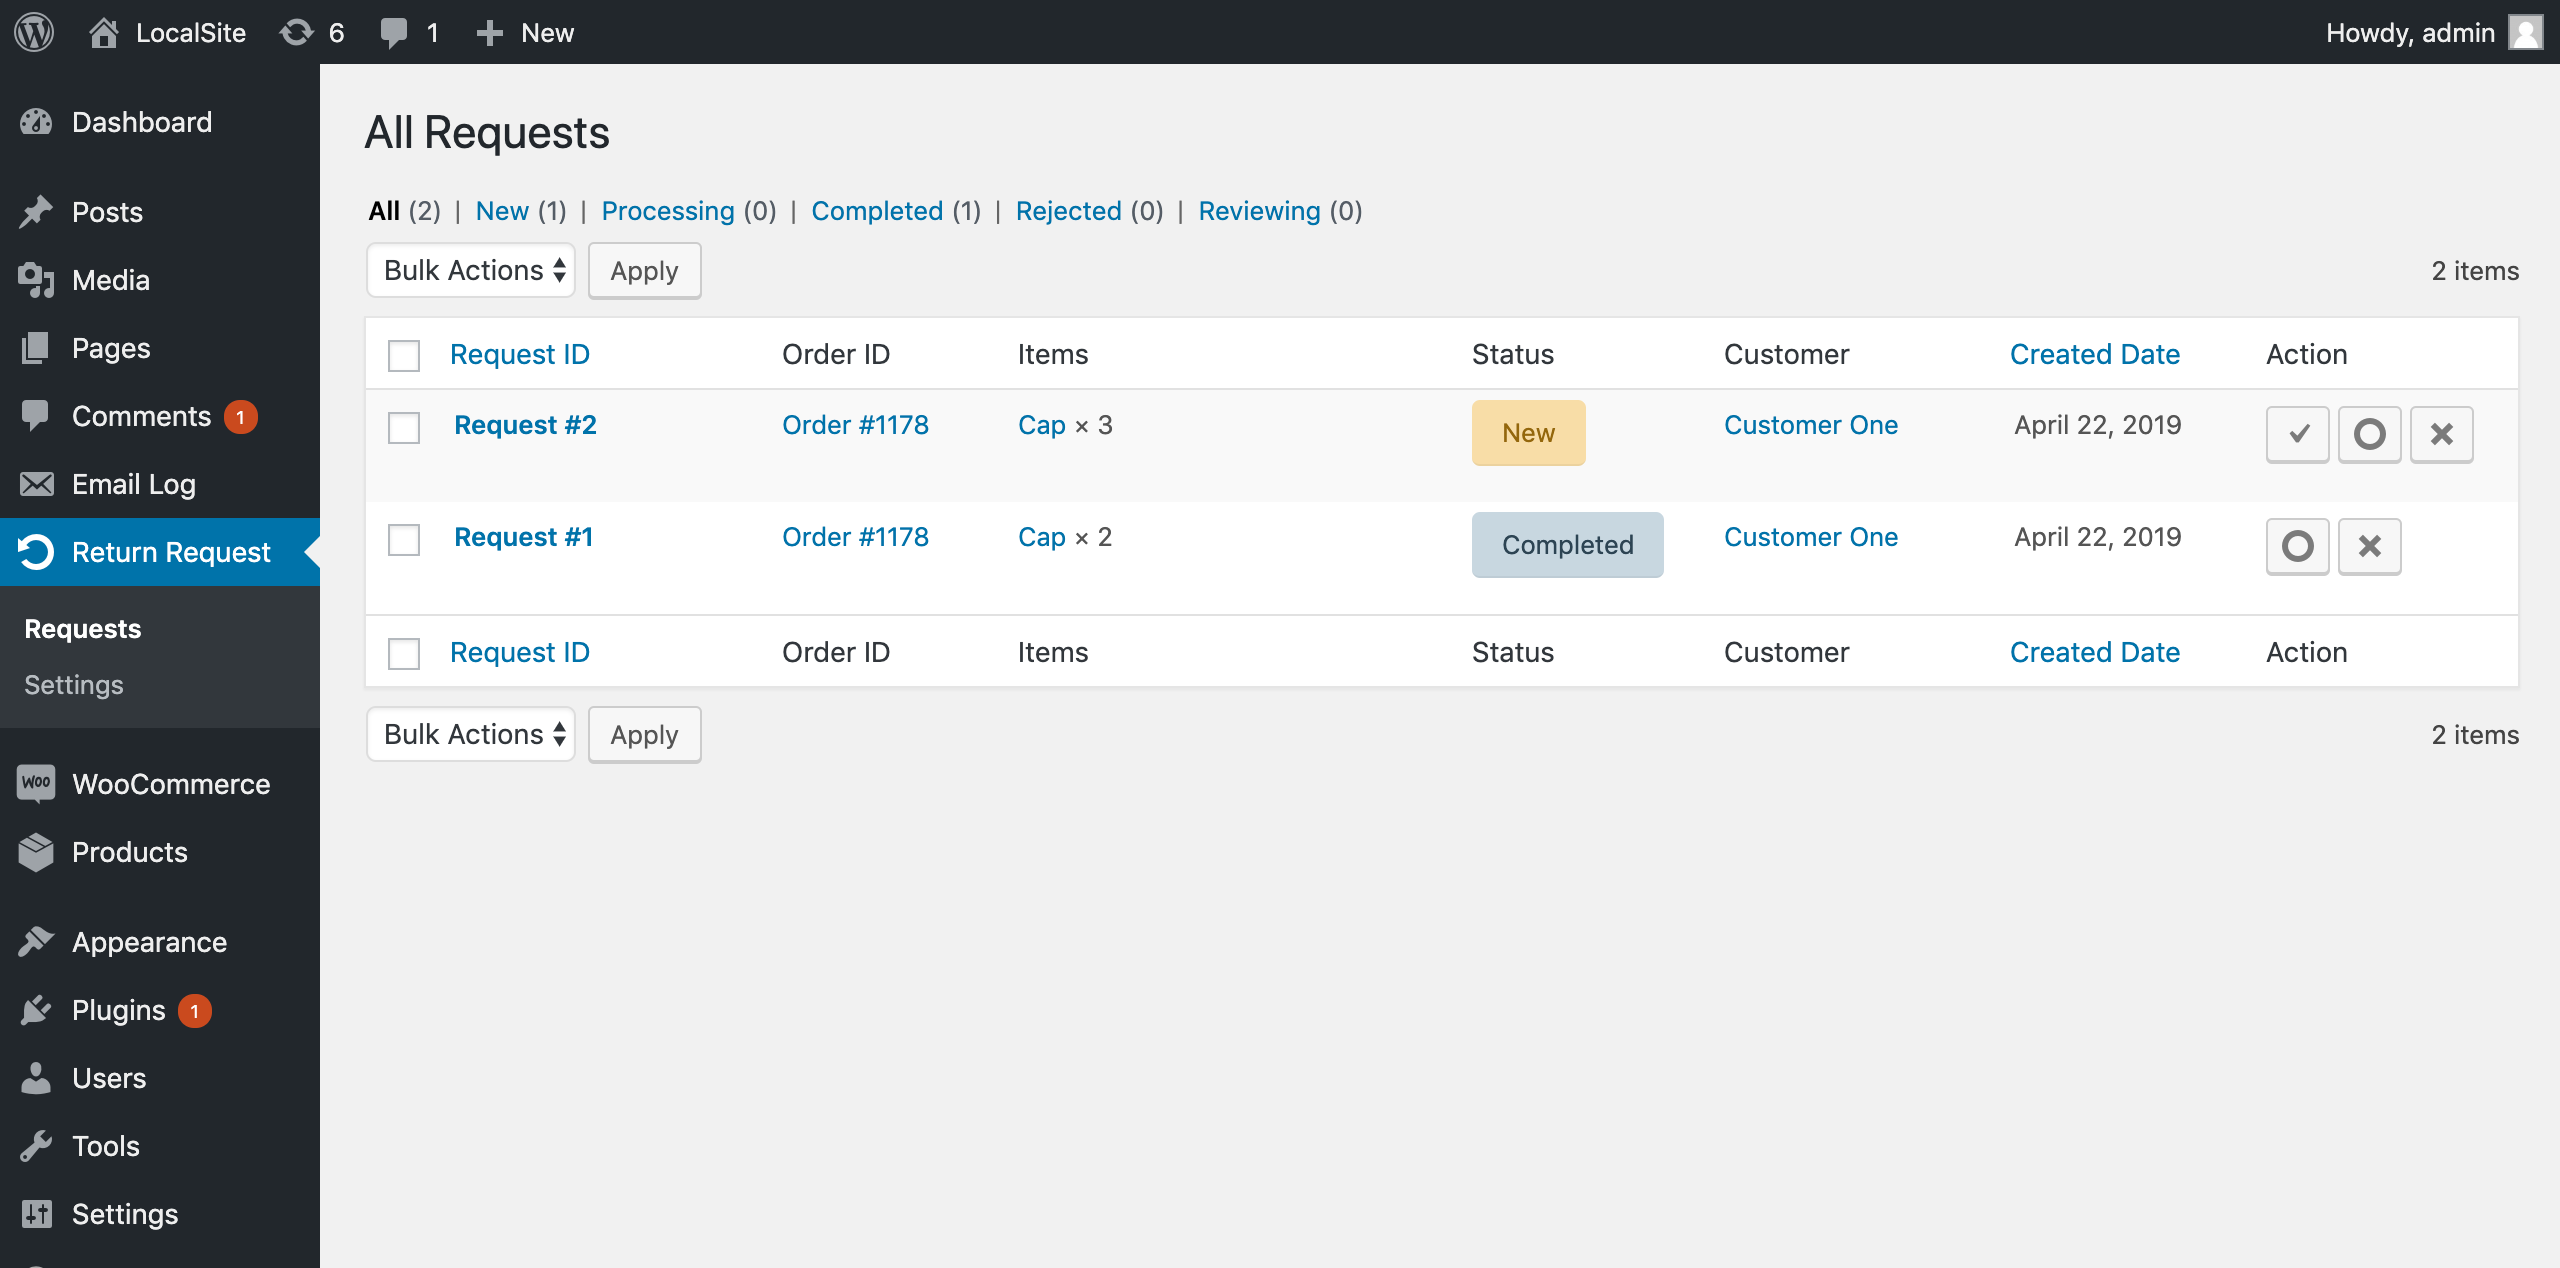 LocalSite 6 1 New Howdy, admin
Dashboard
Posts
Media
Pages
Comments 1
Email Log
Return Request
Requests
Settings
WOO WooCommerce
Products
Appearance
Plugins 1
Users
Tools
Settings
All Requests
All (2) | New (1) | Processing (0) | Completed (1) | Rejected (0) | Reviewing (0)
Bulk Actions Apply 2 items
Request ID Order ID Items Status Customer Created Date Action
Request #2 Order #1178 Cap × 3 New Customer One April 22, 2019
Request #1 Order #1178 Cap × 2 Completed Customer One April 22, 2019
Request ID Order ID Items Status Customer Created Date Action
Bulk Actions Apply 2 items